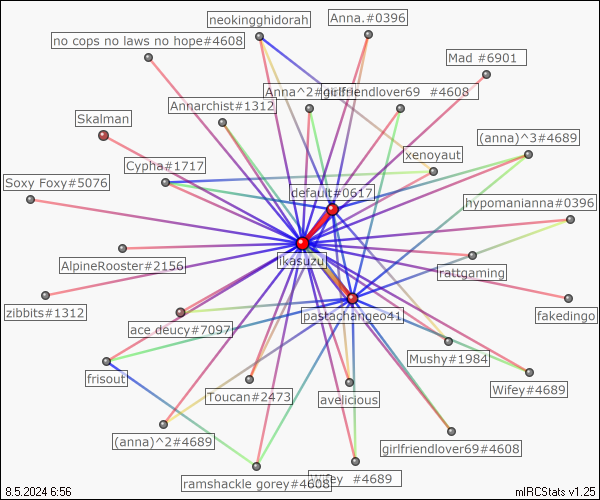 neokingghidorah
Anna.#0396
no cops no laws no hope#4608
Mad #6901
Anna^2#
girlfriendlover69 #4608
Annarchist#1312
Skalman
(anna)^3#4689
xenoyaut
Cypha#1717
Soxy Foxy#5076
default#0617
hypomanianna#0396
ikasuzu
AlpineRooster#2156
rattgaming
zibbits#1312
fakedingo
pastachangeo41
ace deucy#7097
Mushy#1984
frisout
Wifey#4689
Toucan#2473
avelicious
(anna)^2#4689
girlfriendlover69#4608
ramshackle gorey#4608
Wifey #4689
8.5.2024 6:56
mIRCStats v1.25